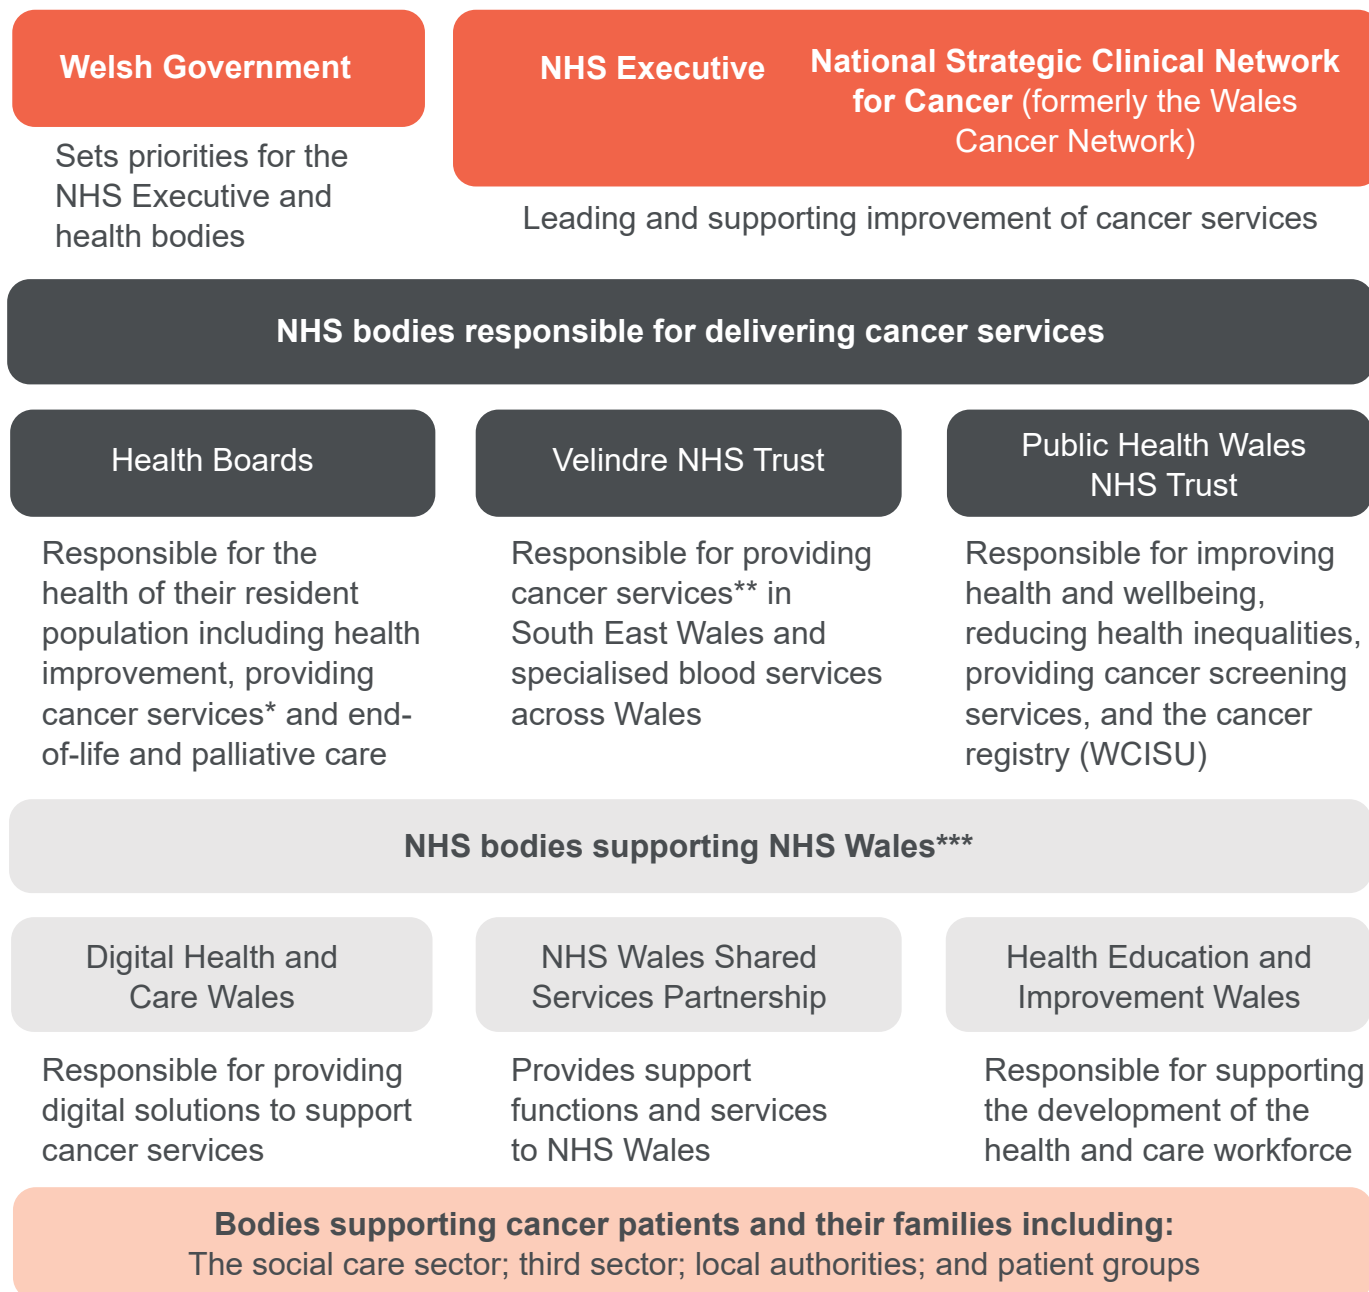 Welsh Government
NHS Executive
National Strategic Clinical Network
for Cancer (formerly the Wales
Cancer Network)
Sets priorities for the
NHS Executive and
health bodies
Leading and supporting improvement of cancer services
NHS bodies responsible for delivering cancer services
Health Boards
Velindre NHS Trust
Public Health Wales
NHS Trust
Responsible for the
health of their resident
population including health
improvement, providing
cancer services* and end-
of-life and palliative care
Responsible for providing
cancer services** in
South East Wales and
specialised blood services
across Wales
Responsible for improving
health and wellbeing,
reducing health inequalities,
providing cancer screening
services, and the cancer
registry (WCISU)
NHS bodies supporting NHS Wales***
Digital Health and
Care Wales
NHS Wales Shared
Services Partnership
Health Education and
Improvement Wales
Responsible for providing
digital solutions to support
cancer services
Provides support
functions and services
to NHS Wales
Responsible for supporting
the development of the
health and care workforce
Bodies supporting cancer patients and their families including:
The social care sector; third sector; local authorities; and patient groups